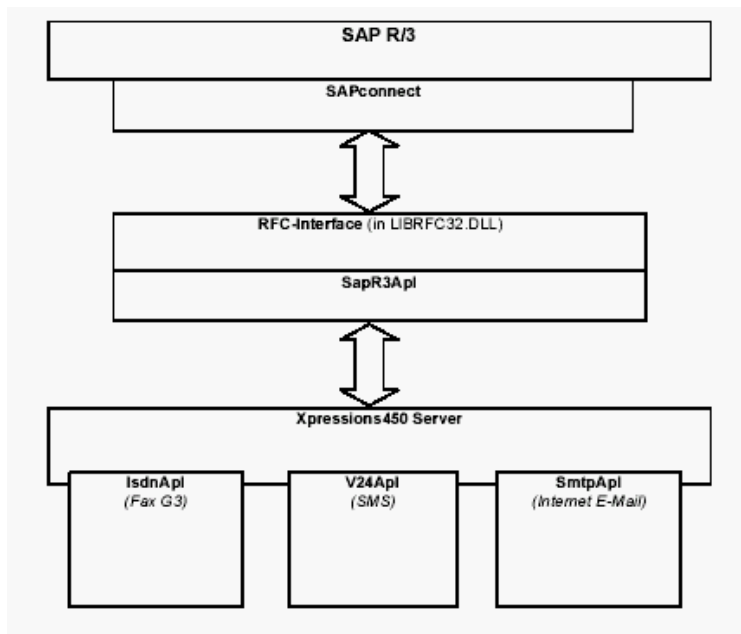 SAP R/3
SAPconnect
RFC-Interface (in LIBRFC32.DLL)
SapR3Apl
Xpressions450 Server
IsdnApl
(Fax G3)
V24Apl
(SMS)
SmtpApl
(Internet E-Mail)